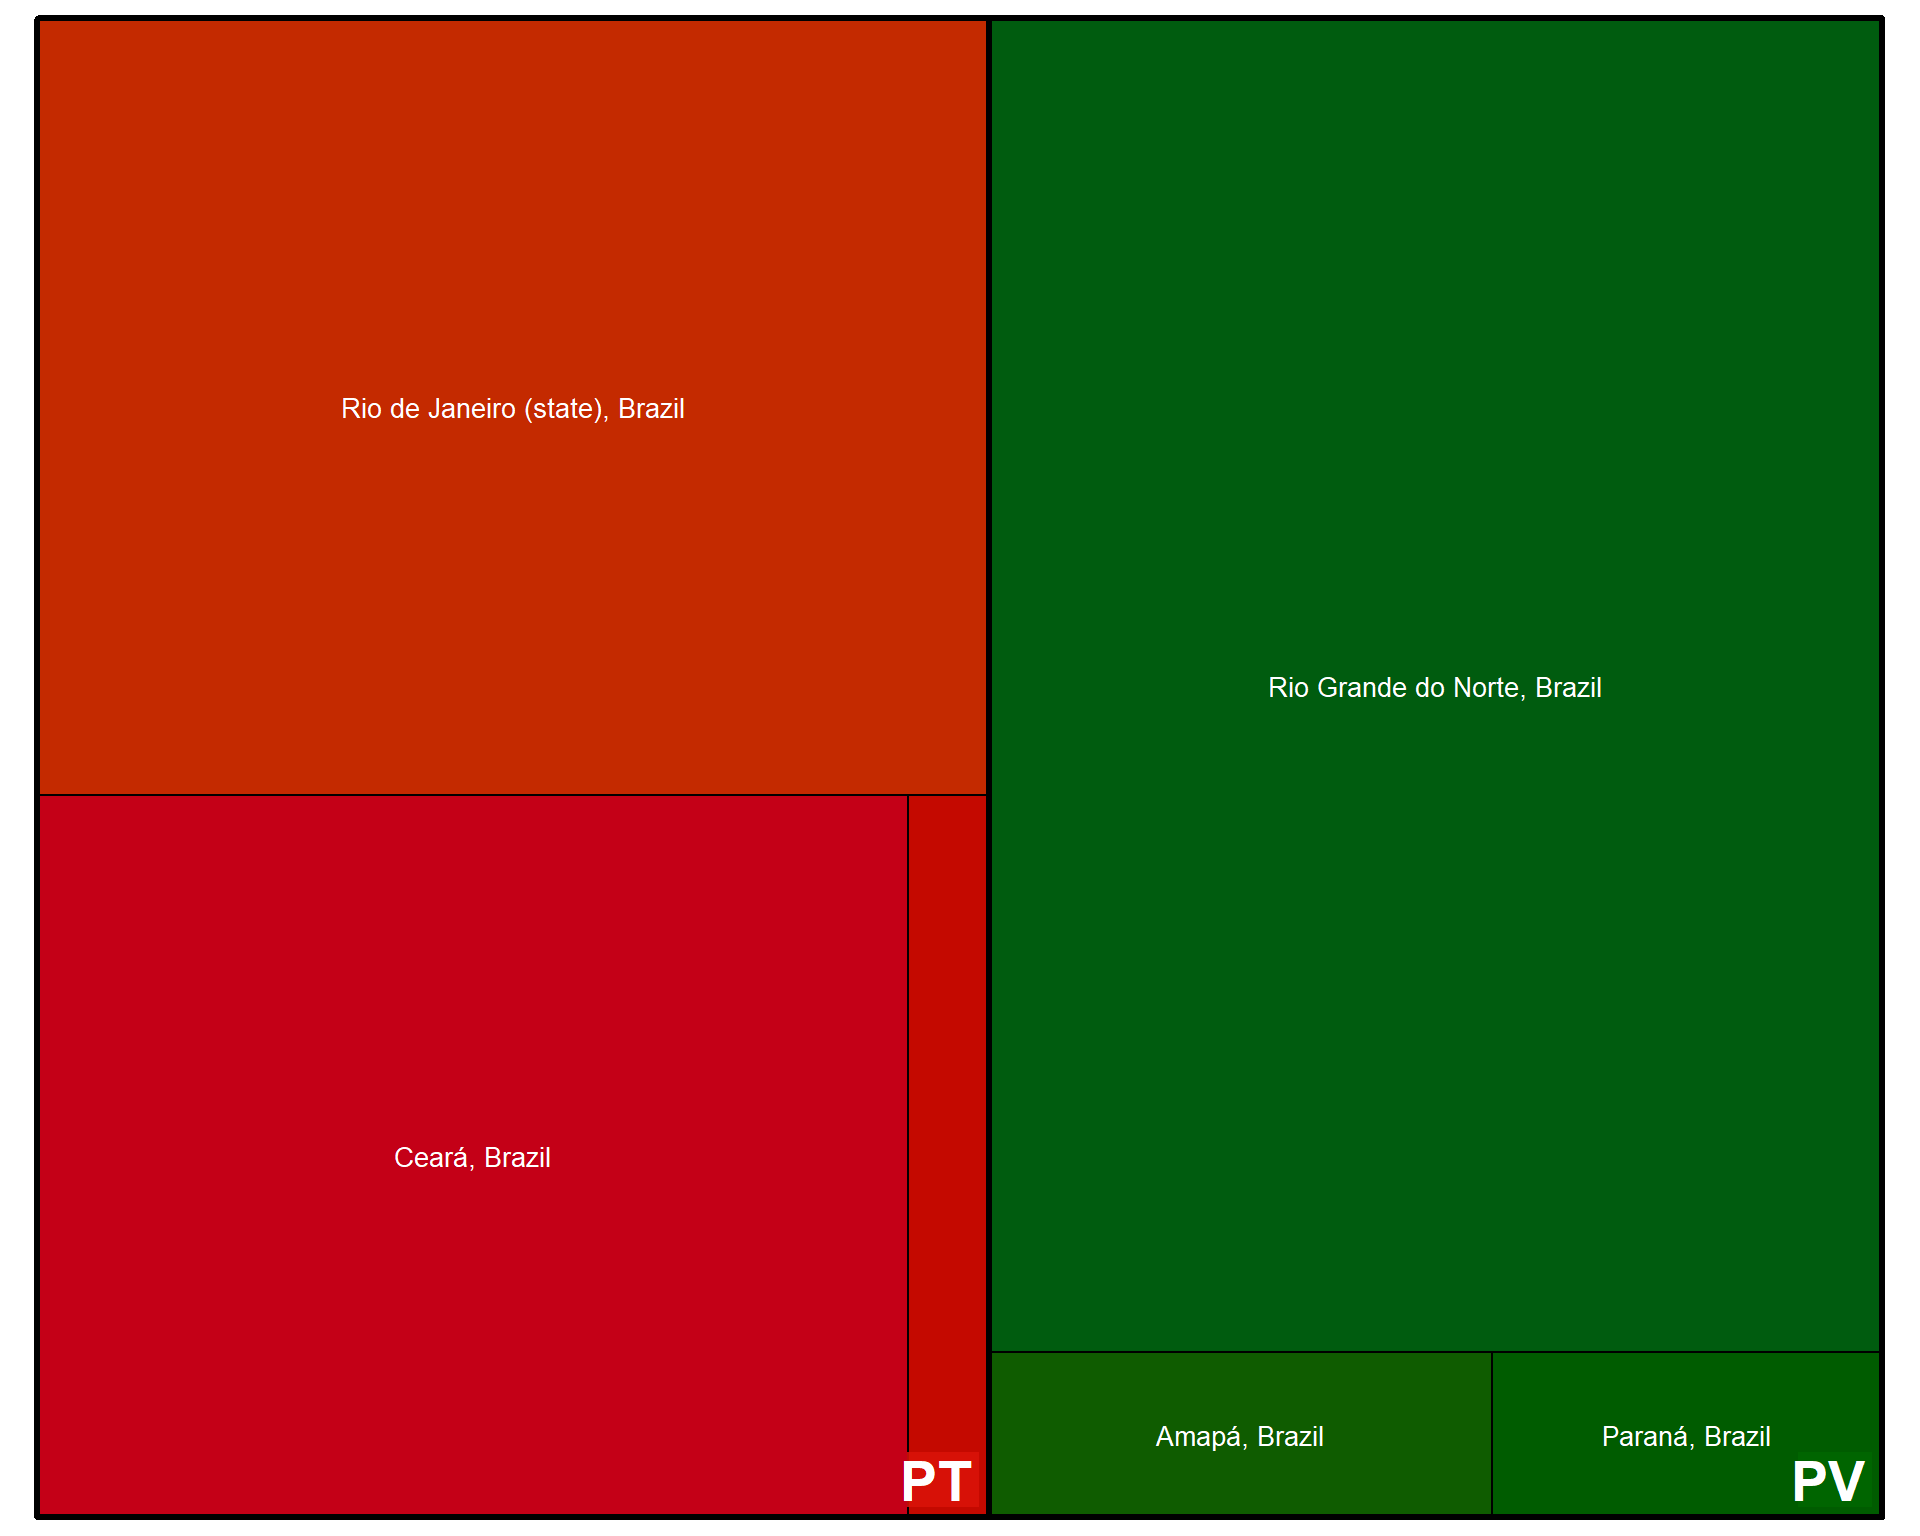 Rio de Janeiro (state), Brazil
Ceará, Brazil
PT
Rio Grande do Norte, Brazil
Amapá, Brazil
Paraná, Brazil
PV